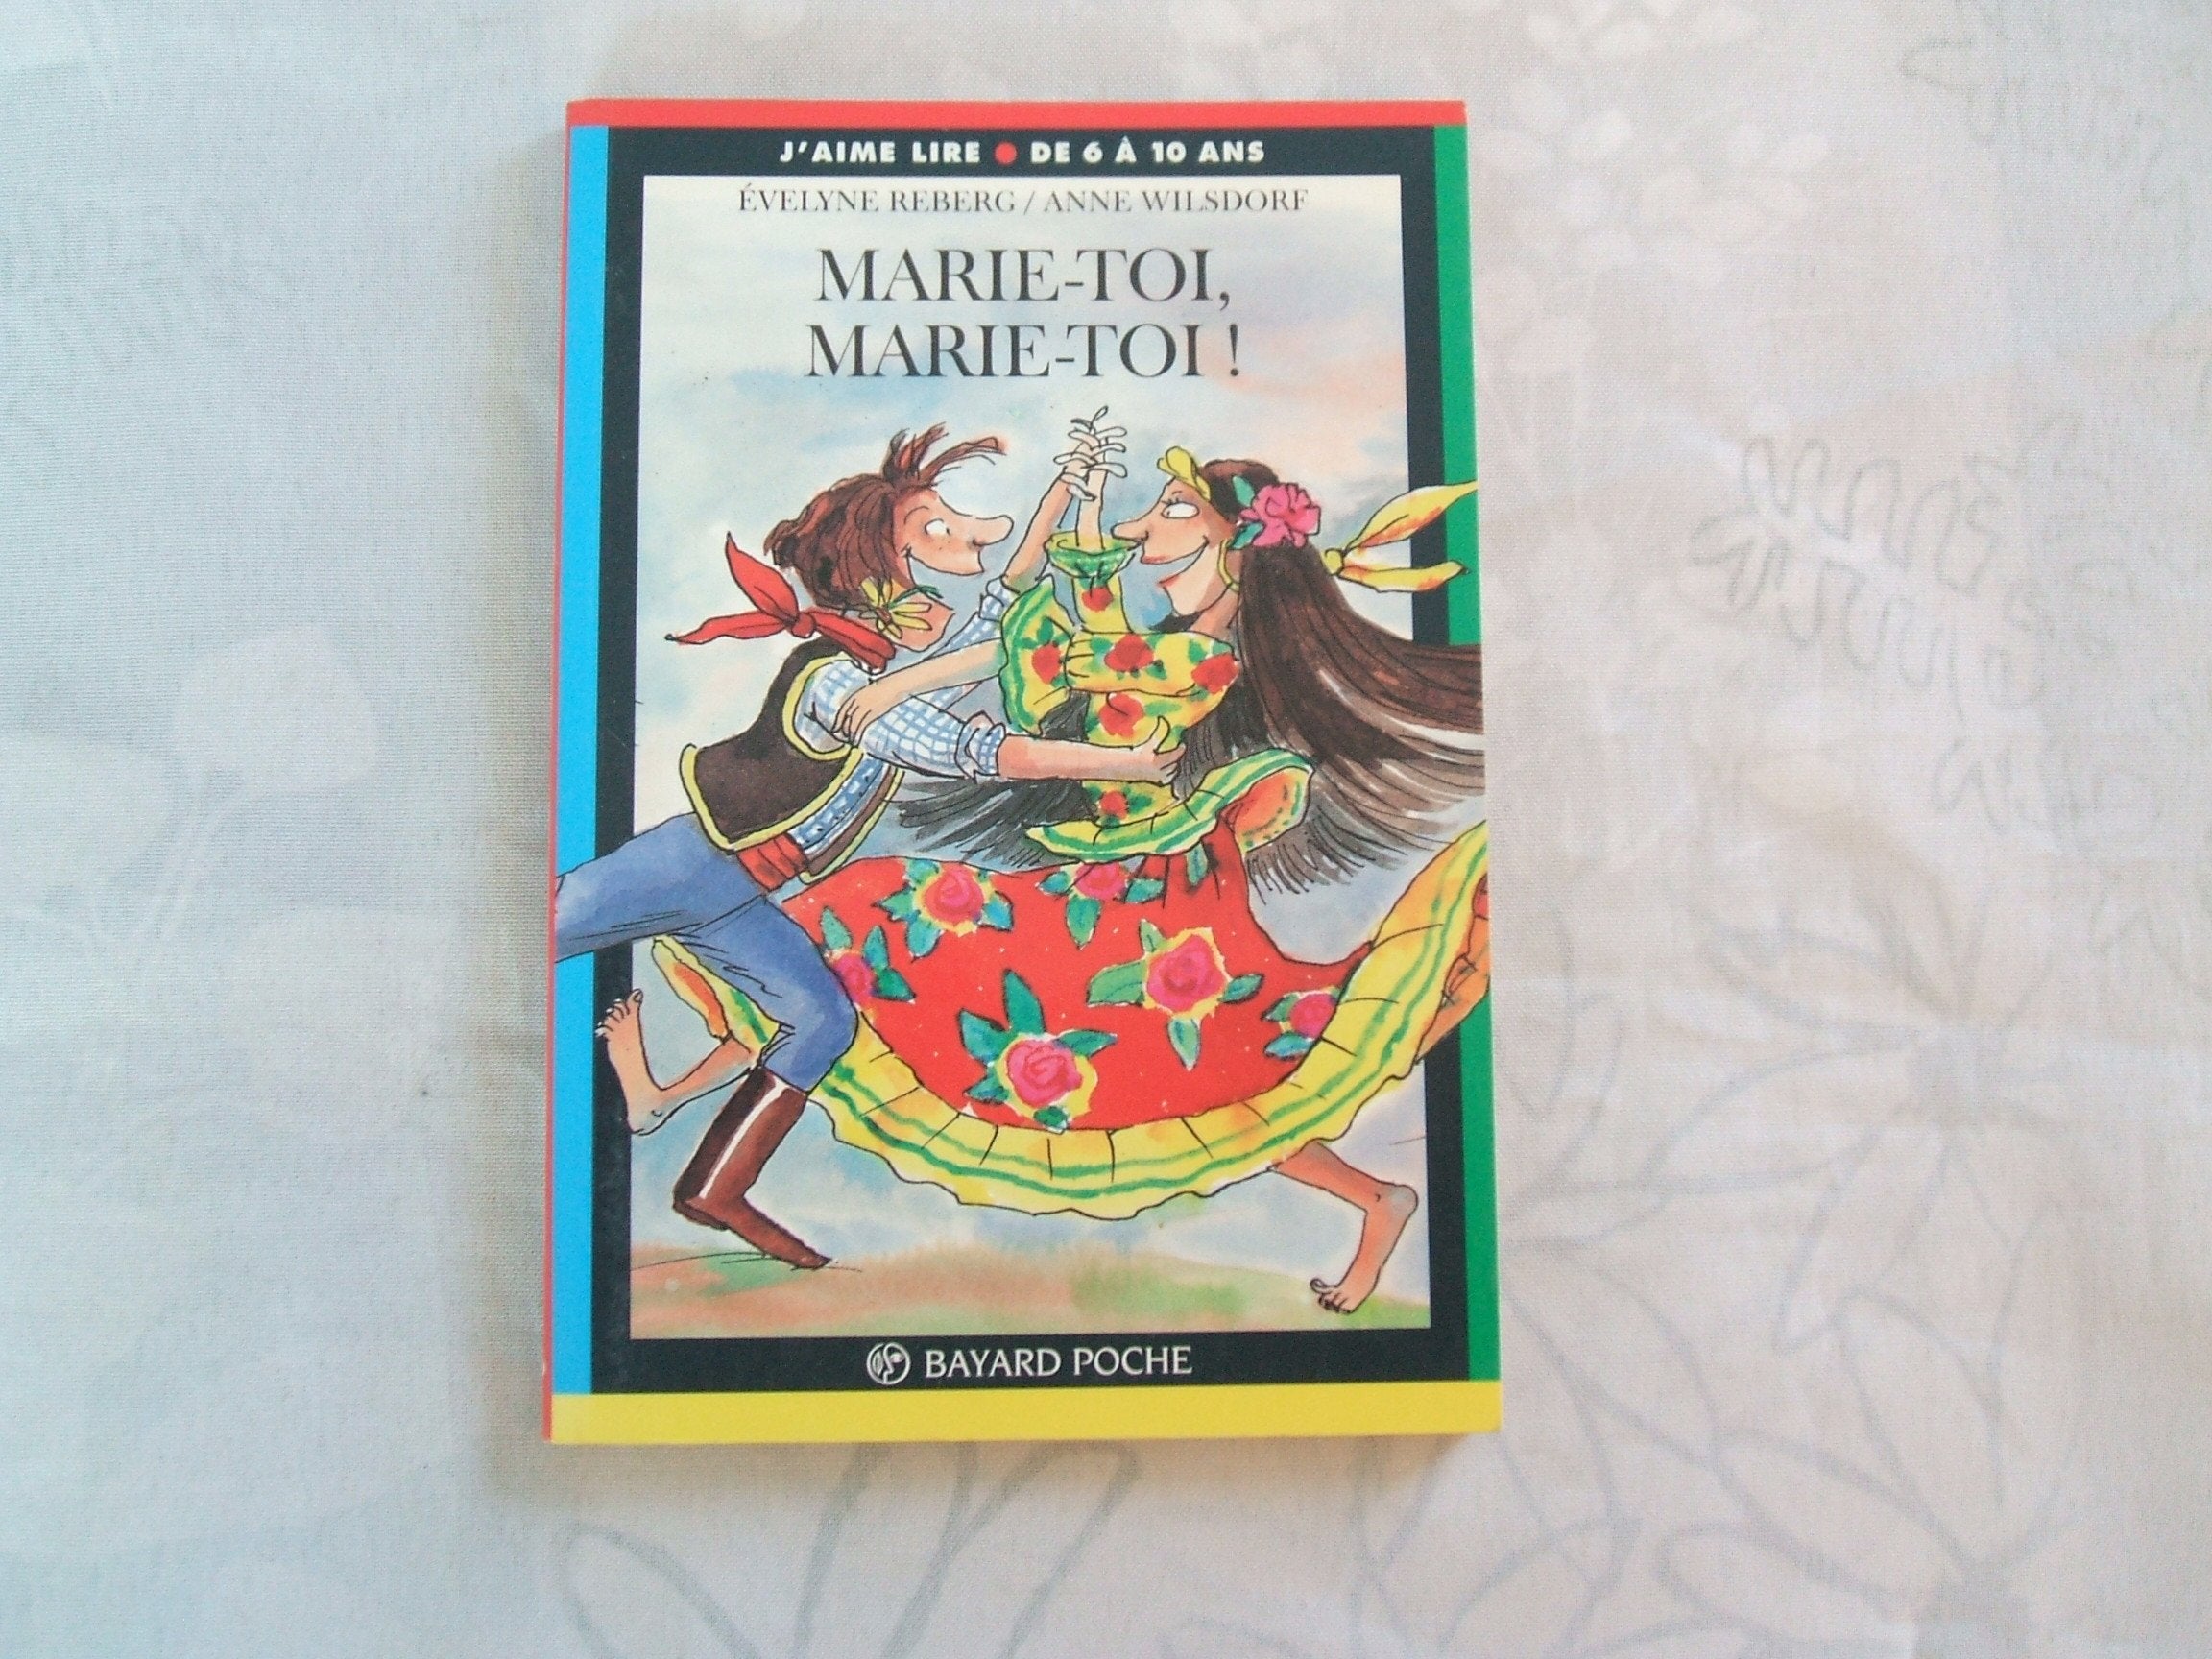 J'AIME LIRE ● DE 6 À 10 ANS
ÉVELYNE REBERG / ANNE WILSDORF
MARIE-TOI,
MARIE-TOI !
BAYARD POCHE